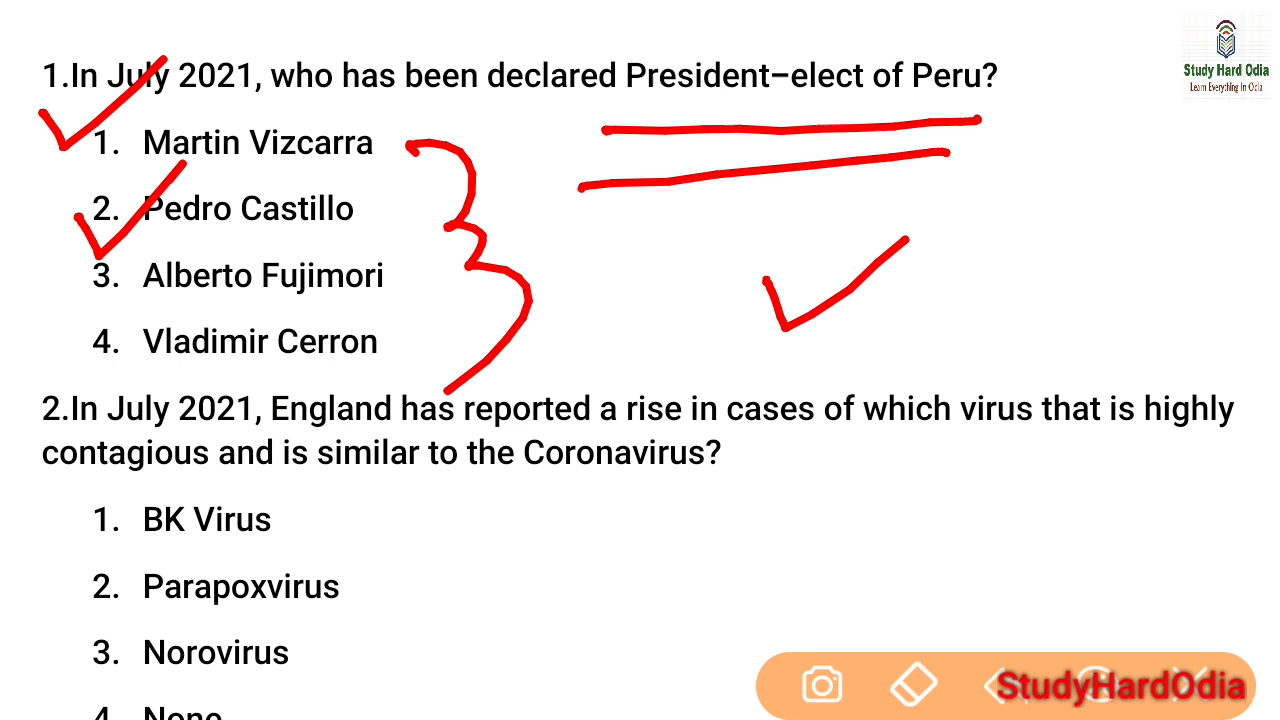 Study Hard Odia
Learn Everything In Odia
1.In July 2021, who has been declared President–elect of Peru?
1. Martin Vizcarra
2. Pedro Castillo
3. Alberto Fujimori
4. Vladimir Cerron
2.In July 2021, England has reported a rise in cases of which virus that is highly
contagious and is similar to the Coronavirus?
1. BK Virus
2. Parapoxvirus
3. Norovirus
4. None
StudyHardOdia